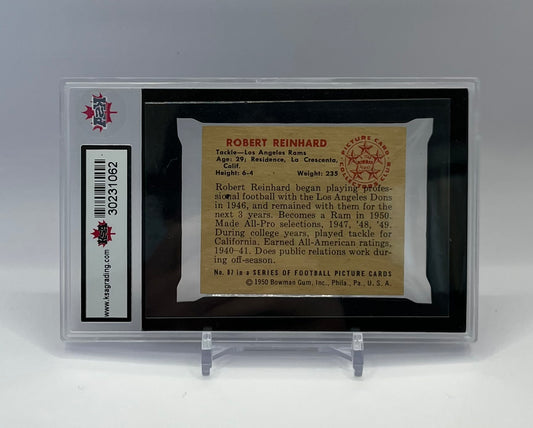 KSA
30231062
KSA
www.ksagrading.com
ROBERT REINHARD
Tackle—Los Angeles Rams
Age: 29; Residence, La Crescenta,
Calif.
Height: 6-4 Weight: 235
PICTURE CARD
COLLECTORS CLUB
Robert Reinhard began playing profes-
sional football with the Los Angeles Dons
in 1946, and remained with them for the
next 3 years. Becomes a Ram in 1950.
Made All-Pro selections, 1947, '48, '49.
During college years, played tackle for
California. Earned All-American ratings,
1940-41. Does public relations work dur-
ing off-season.
No. 37 in a SERIES OF FOOTBALL PICTURE CARDS
© 1950 Bowman Gum, Inc., Phila., Pa., U. S. A.